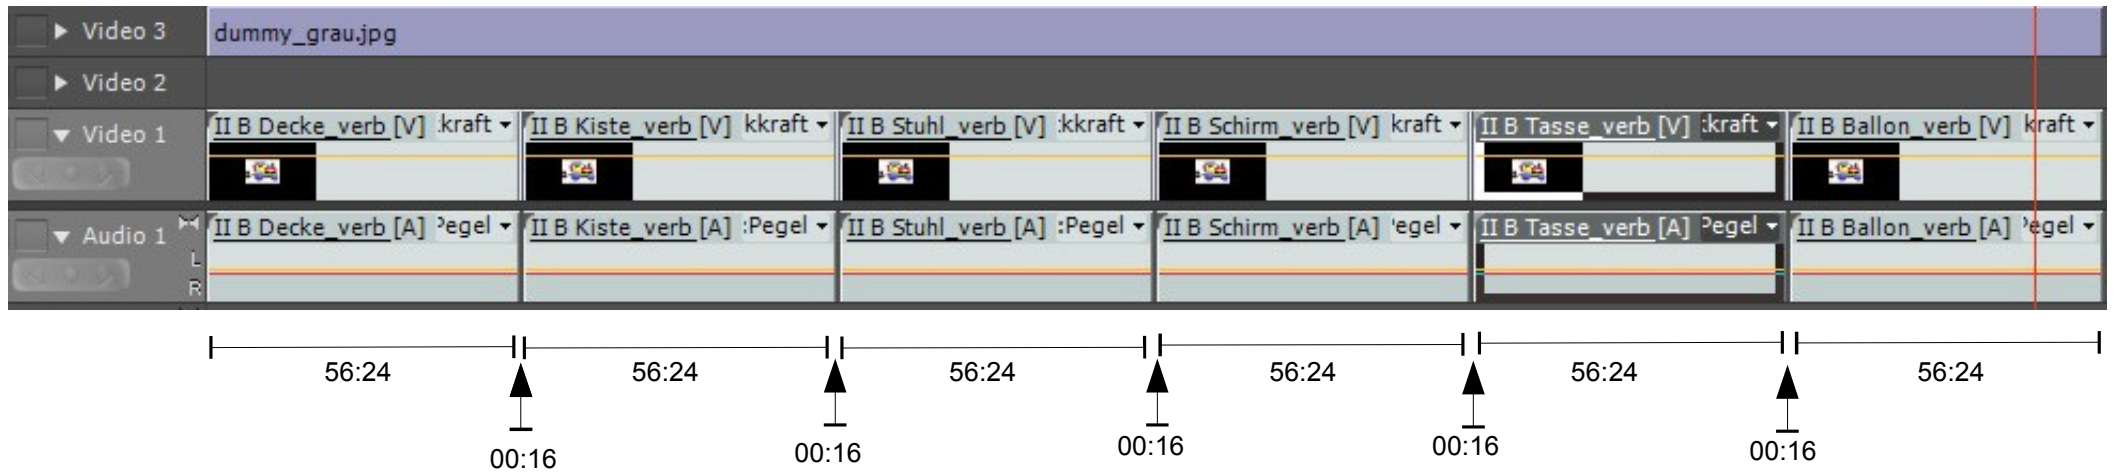 Video 3
dummy_grau.jpg
Video 2
Video 1
II B Decke_verb [V] :kraft
II B Kiste_verb [V] kkraft
II B Stuhl_verb [V] :kkraft
II B Schirm_verb [V] kraft
II B Tasse_verb [V] :kraft
II B Ballon_verb [V] kraft
Audio 1
L
R
II B Decke_verb [A] Pegel
II B Kiste_verb [A] :Pegel
II B Stuhl_verb [A] :Pegel
II B Schirm_verb [A] 'egel
II B Tasse_verb [A] Pegel
II B Ballon_verb [A] 'egel
56:24 56:24 56:24 56:24 56:24 56:24
00:16 00:16 00:16 00:16 00:16